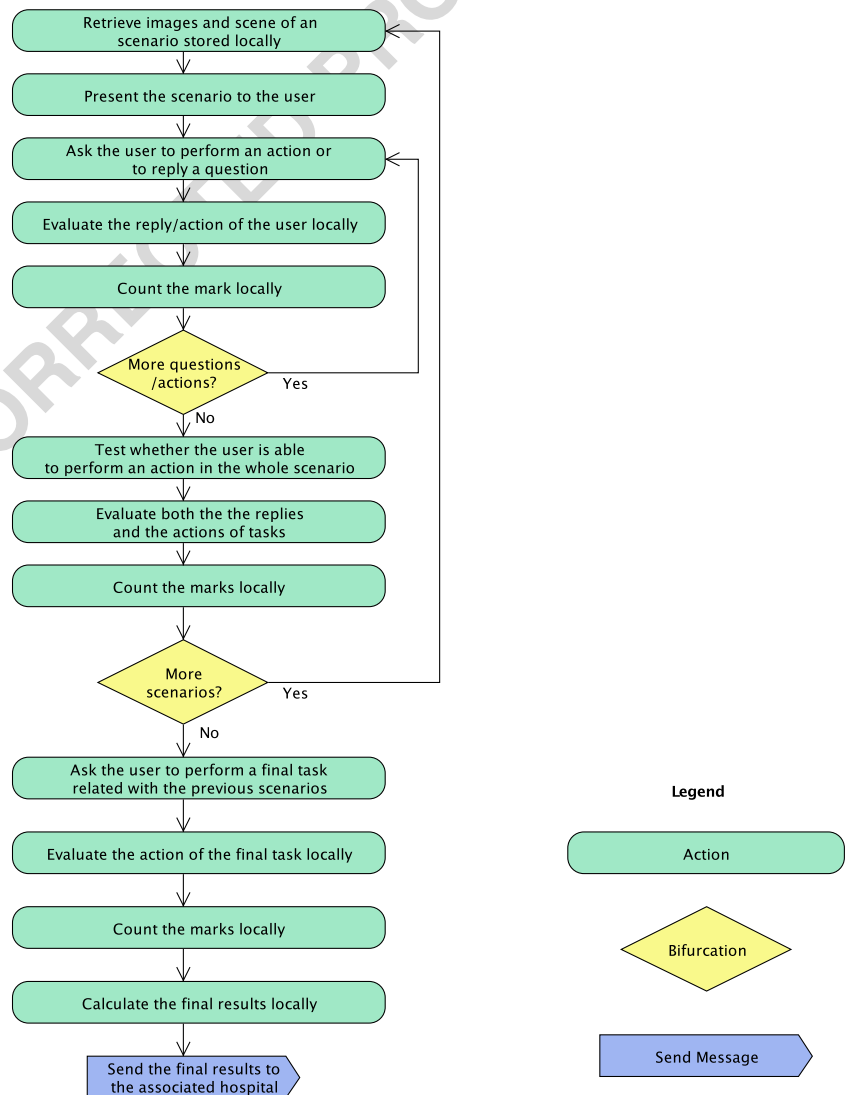 Retrieve images and scene of an
scenario stored locally
Present the scenario to the user
Ask the user to perform an action or
to reply a question
Evaluate the reply/action of the user locally
Count the mark locally
More questions
/actions?
Yes
No
Test whether the user is able
to perform an action in the whole scenario
Evaluate both the the replies
and the actions of tasks
Count the marks locally
More
scenarios?
Yes
No
Ask the user to perform a final task
related with the previous scenarios
Evaluate the action of the final task locally
Count the marks locally
Calculate the final results locally
Send the final results to
the associated hospital
Legend
Action
Bifurcation
Send Message